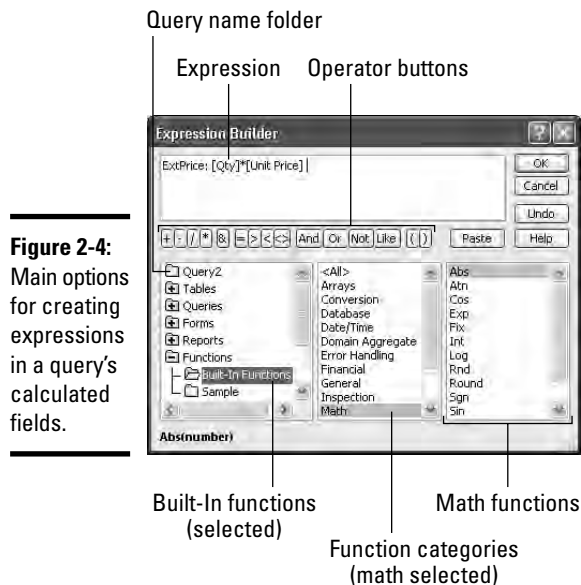 Query name folder
Expression
Operator buttons
Expression Builder
ExtPrice: [Qty]*[Unit Price]
OK
Cancel
Undo
+ - / * & = > < <> And Or Not Like ( )
Paste
Help
Query2
Tables
Queries
Forms
Reports
Functions
Built-In Functions
Sample
<All>
Arrays
Conversion
Database
Date/Time
Domain Aggregate
Error Handling
Financial
General
Inspection
Math
Abs
Atn
Cos
Exp
Fix
Int
Log
Rnd
Round
Sgn
Sin
Abs(number)
Figure 2-4:
Main options
for creating
expressions
in a query's
calculated
fields.
Built-In functions
(selected)
Math functions
Function categories
(math selected)